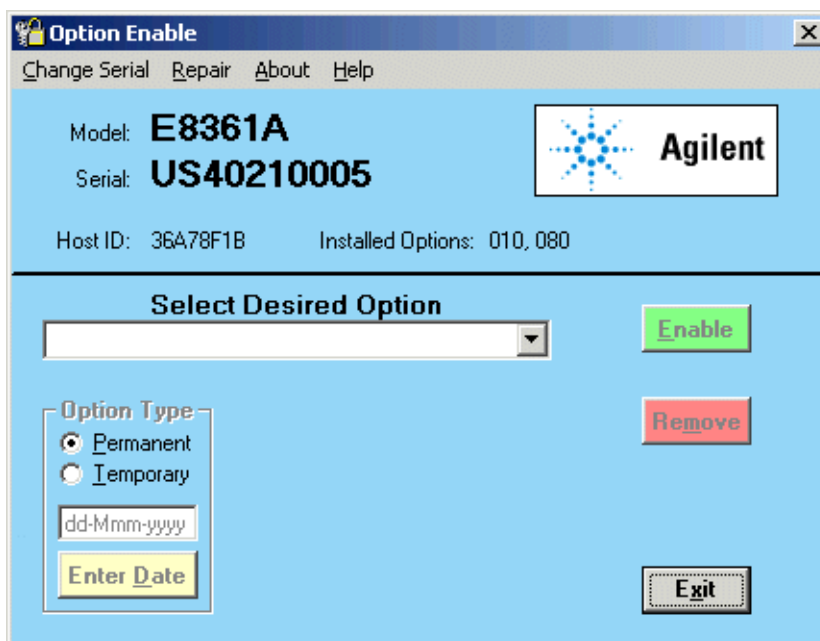 Option Enable
Change Serial Repair About Help
Model: E8361A
Serial: US40210005
Agilent
Host ID: 36A78F1B Installed Options: 010, 080
Select Desired Option
Enable
Option Type
Permanent
Temporary
Remove
dd-Mmm-yyyy
Enter Date
Exit